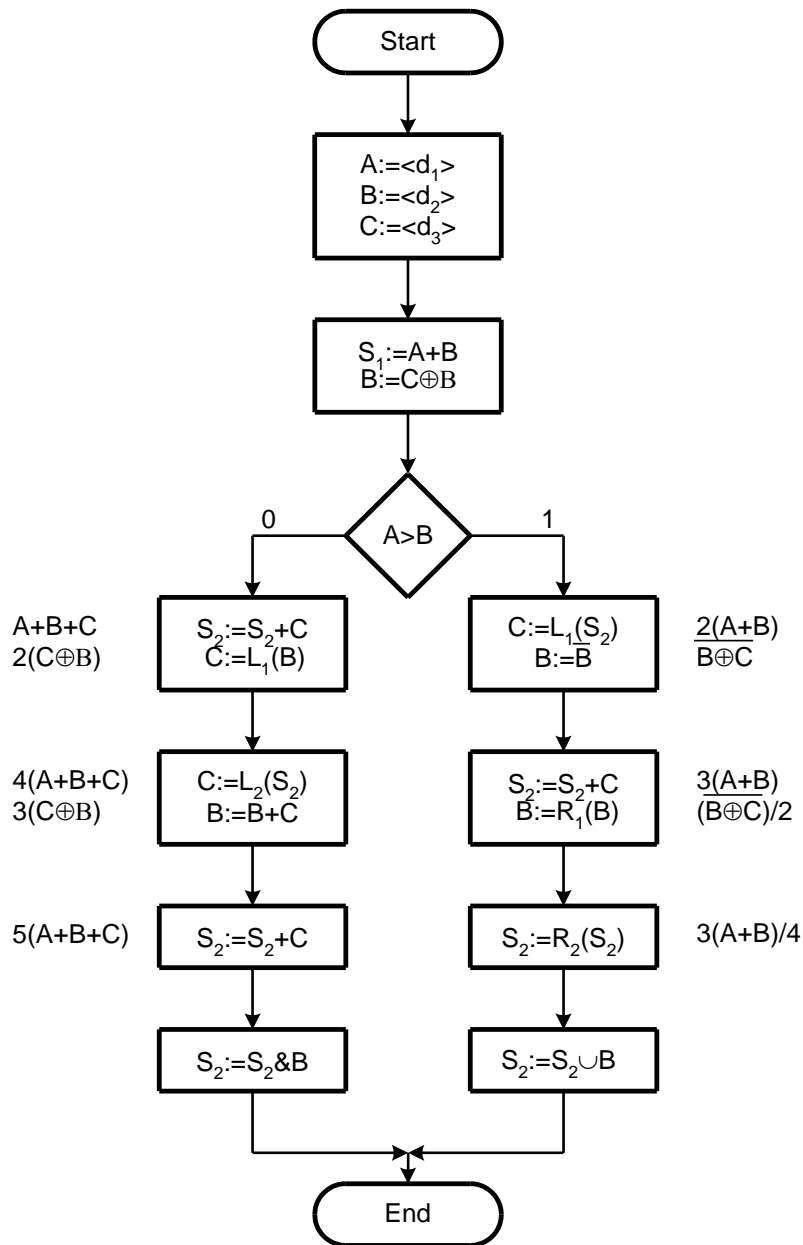 Start
A:=<d₁>
B:=<d₂>
C:=<d₃>
S₁:=A+B
B:=C⊕B
A>B
0
1
A+B+C
2(C⊕B)
S₂:=S₂+C
C:=L₁(B)
C:=L₁(S₂)
B:=B̅
2(A+B)
B̅⊕̅C̅
4(A+B+C)
3(C⊕B)
C:=L₂(S₂)
B:=B+C
S₂:=S₂+C
B:=R₁(B)
3(A+B)
(B̅⊕̅C̅)/2
5(A+B+C)
S₂:=S₂+C
S₂:=R₂(S₂)
3(A+B)/4
S₂:=S₂&B
S₂:=S₂∪B
End